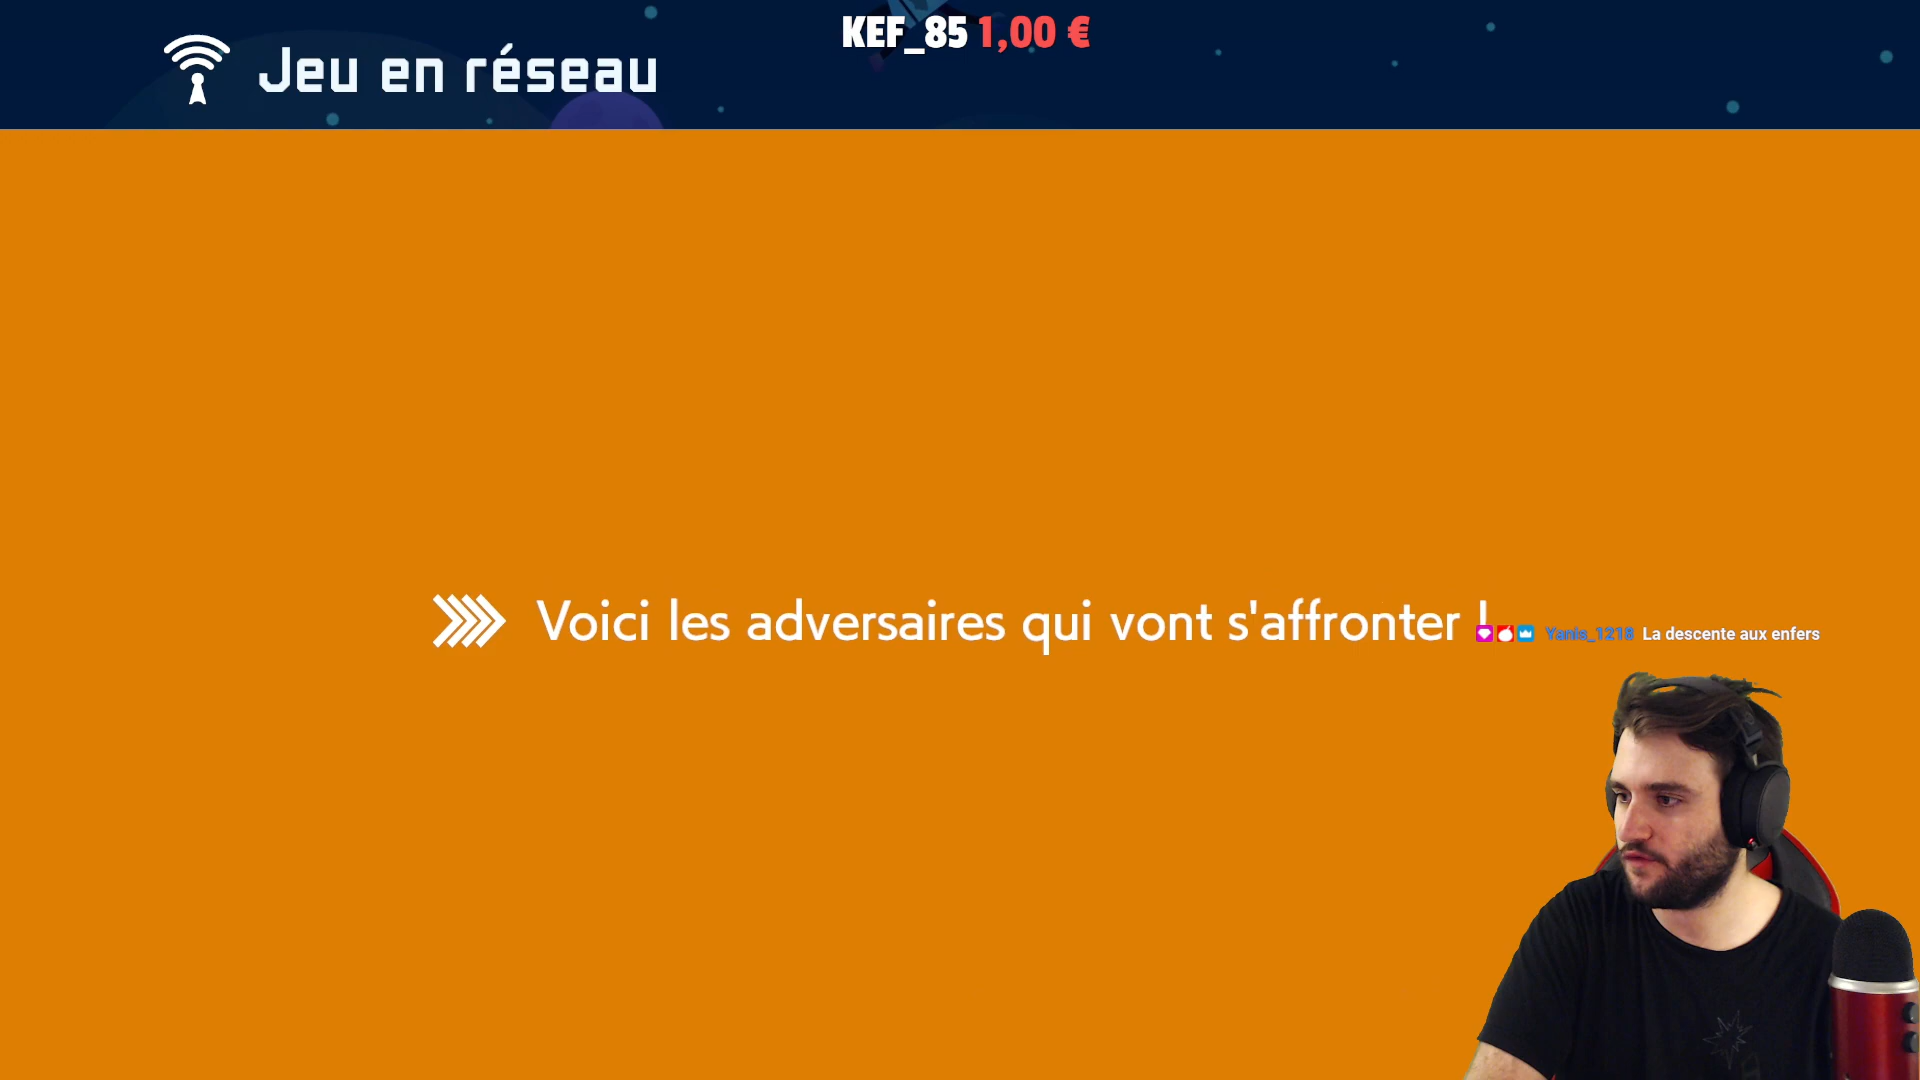 KEF_85 1,00 €
Jeu en réseau
Voici les adversaires qui vont s'affronter !
Yanis_1218 La descente aux enfers